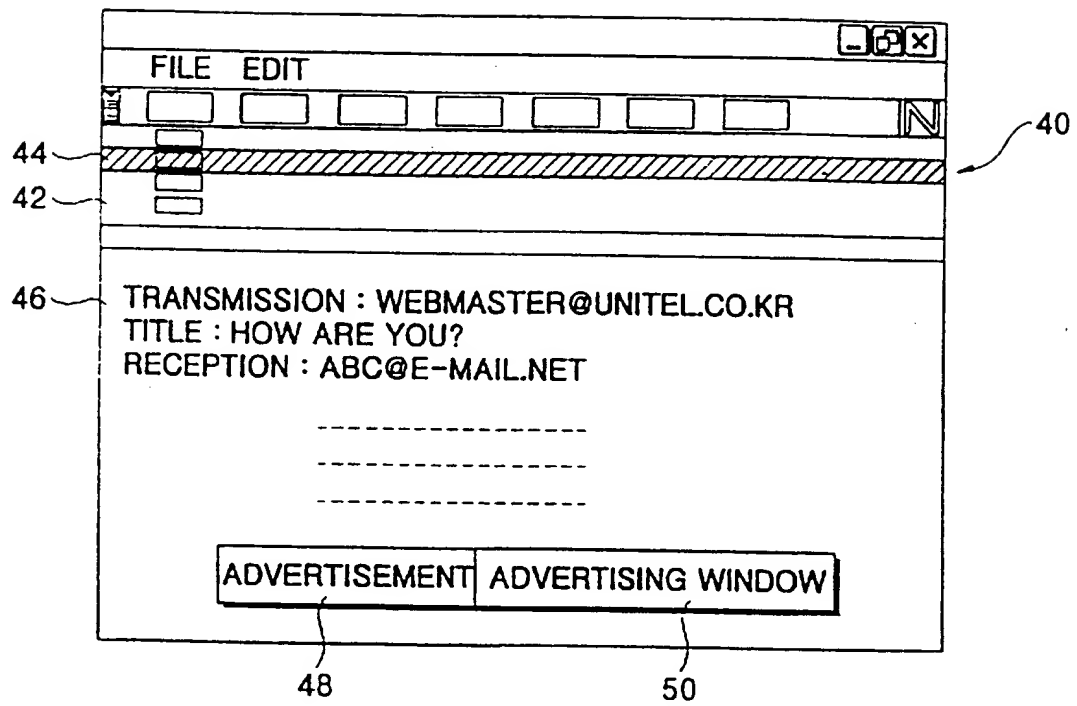 FILE EDIT
N
40
44
42
46
TRANSMISSION : WEBMASTER@UNITEL.CO.KR
TITLE : HOW ARE YOU?
RECEPTION : ABC@E-MAIL.NET
ADVERTISEMENT ADVERTISING WINDOW
48 50